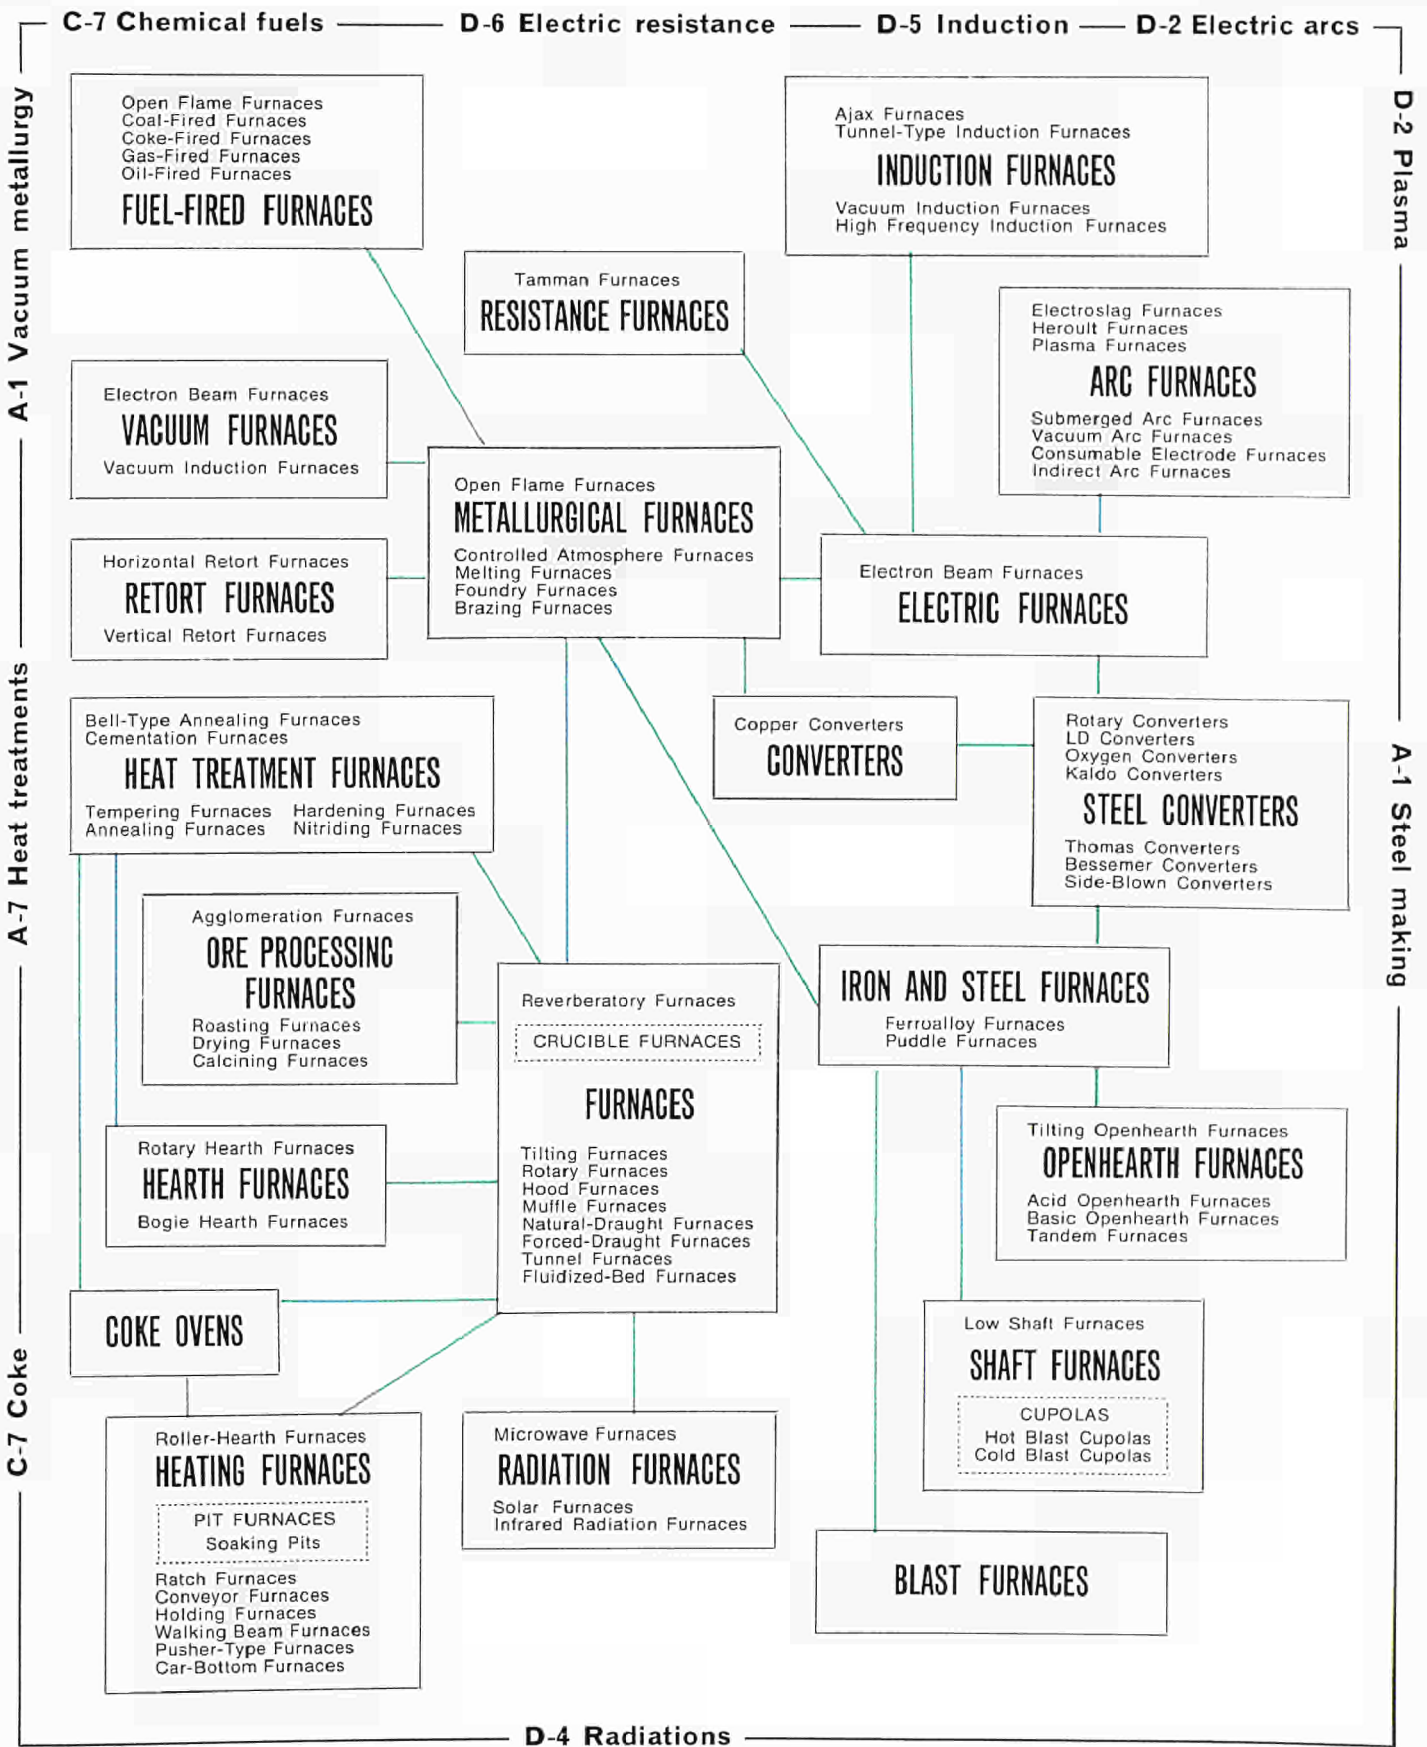 C-7 Chemical fuels
D-6 Electric resistance
D-5 Induction
D-2 Electric arcs
A-1 Vacuum metallurgy
D-2 Plasma
Open Flame Furnaces
Coal-Fired Furnaces
Coke-Fired Furnaces
Gas-Fired Furnaces
Oil-Fired Furnaces
FUEL-FIRED FURNACES
Ajax Furnaces
Tunnel-Type Induction Furnaces
INDUCTION FURNACES
Vacuum Induction Furnaces
High Frequency Induction Furnaces
Tamman Furnaces
RESISTANCE FURNACES
Electroslag Furnaces
Heroult Furnaces
Plasma Furnaces
ARC FURNACES
Submerged Arc Furnaces
Vacuum Arc Furnaces
Consumable Electrode Furnaces
Indirect Arc Furnaces
Electron Beam Furnaces
VACUUM FURNACES
Vacuum Induction Furnaces
Open Flame Furnaces
METALLURGICAL FURNACES
Controlled Atmosphere Furnaces
Melting Furnaces
Foundry Furnaces
Brazing Furnaces
Horizontal Retort Furnaces
RETORT FURNACES
Vertical Retort Furnaces
Electron Beam Furnaces
ELECTRIC FURNACES
A-7 Heat treatments
A-1 Steel making
Bell-Type Annealing Furnaces
Cementation Furnaces
HEAT TREATMENT FURNACES
Tempering Furnaces Hardening Furnaces
Annealing Furnaces Nitriding Furnaces
Copper Converters
CONVERTERS
Rotary Converters
LD Converters
Oxygen Converters
Kaldo Converters
STEEL CONVERTERS
Thomas Converters
Bessemer Converters
Side-Blown Converters
Agglomeration Furnaces
ORE PROCESSING
FURNACES
Roasting Furnaces
Drying Furnaces
Calcining Furnaces
Reverberatory Furnaces
CRUCIBLE FURNACES
FURNACES
Tilting Furnaces
Rotary Furnaces
Hood Furnaces
Muffle Furnaces
Natural-Draught Furnaces
Forced-Draught Furnaces
Tunnel Furnaces
Fluidized-Bed Furnaces
IRON AND STEEL FURNACES
Ferroalloy Furnaces
Puddle Furnaces
Rotary Hearth Furnaces
HEARTH FURNACES
Bogie Hearth Furnaces
Tilting Openhearth Furnaces
OPENHEARTH FURNACES
Acid Openhearth Furnaces
Basic Openhearth Furnaces
Tandem Furnaces
C-7 Coke
COKE OVENS
Low Shaft Furnaces
SHAFT FURNACES
CUPOLAS
Hot Blast Cupolas
Cold Blast Cupolas
Roller-Hearth Furnaces
HEATING FURNACES
PIT FURNACES
Soaking Pits
Ratch Furnaces
Conveyor Furnaces
Holding Furnaces
Walking Beam Furnaces
Pusher-Type Furnaces
Car-Bottom Furnaces
Microwave Furnaces
RADIATION FURNACES
Solar Furnaces
Infrared Radiation Furnaces
BLAST FURNACES
D-4 Radiations